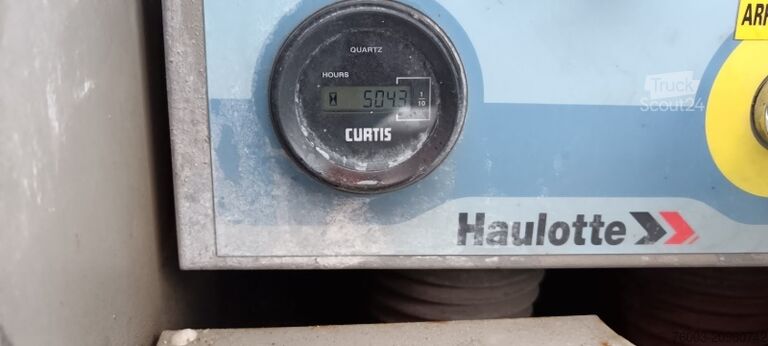 QUARTZ
HOURS
5043
1
10
CURTIS
Haulotte
Truck
Scout24